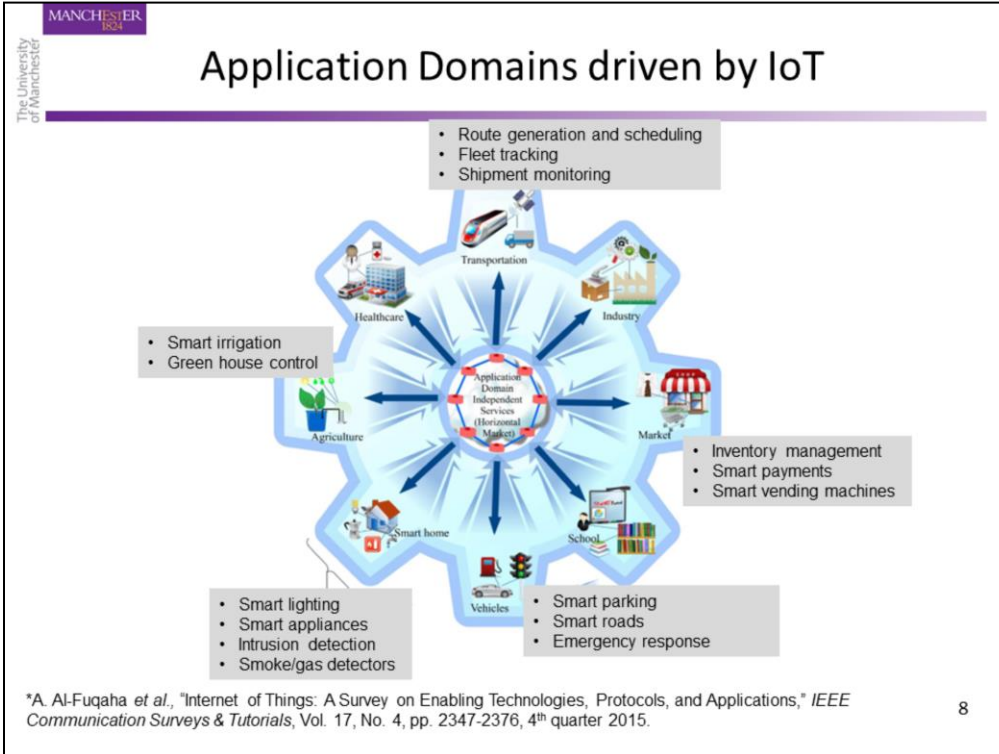 MANCHESTER
1824
The University
of Manchester
Application Domains driven by IoT
• Route generation and scheduling
• Fleet tracking
• Shipment monitoring
Transportation
Healthcare
Industry
• Smart irrigation
• Green house control
Application
Domain
Independent
Services
(Horizontal
Market)
Agriculture
Market
• Inventory management
• Smart payments
• Smart vending machines
Smart home
School
Vehicles
• Smart lighting
• Smart appliances
• Intrusion detection
• Smoke/gas detectors
• Smart parking
• Smart roads
• Emergency response
*A. Al-Fuqaha et al., “Internet of Things: A Survey on Enabling Technologies, Protocols, and Applications,” IEEE
Communication Surveys & Tutorials, Vol. 17, No. 4, pp. 2347-2376, 4th quarter 2015.
8